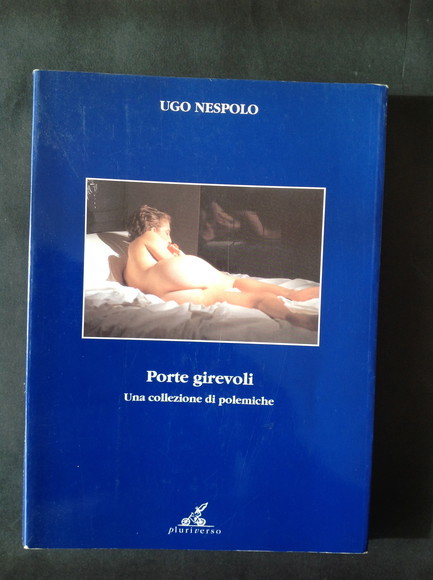 UGO NESPOLO
Porte girevoli
Una collezione di polemiche
pluriverso